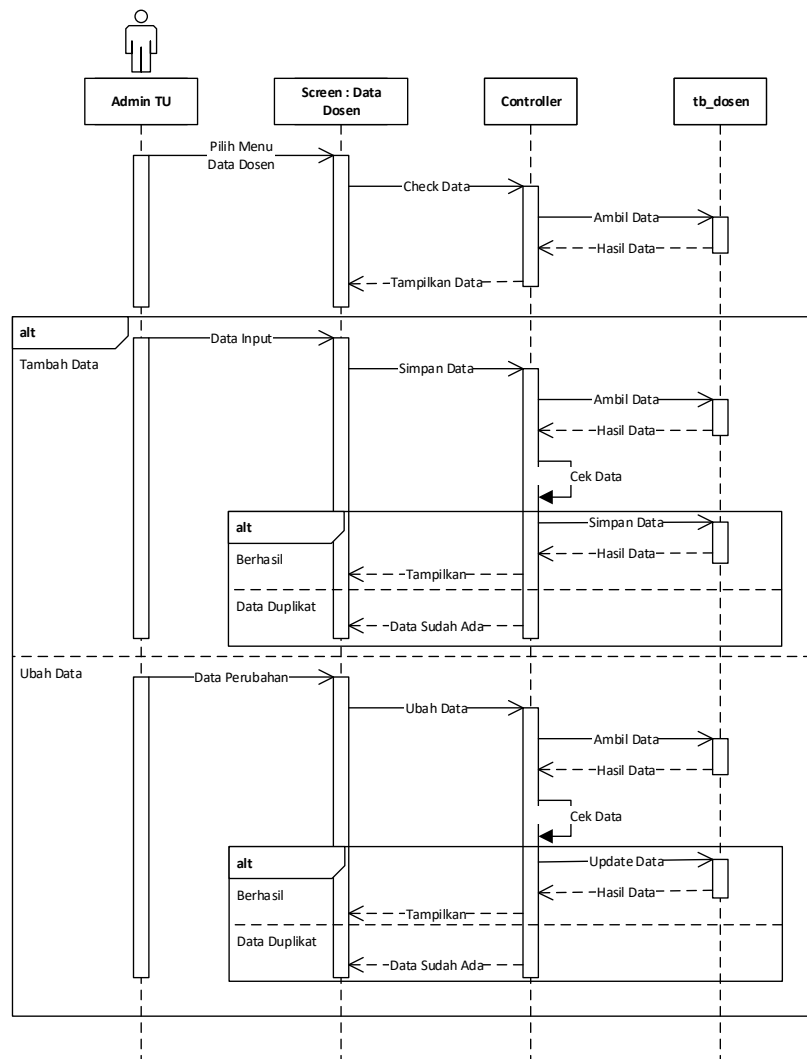 Admin TU
Screen : Data
Dosen
Controller
tb_dosen
Pilih Menu
Data Dosen
Check Data
Ambil Data
Hasil Data
Tampilkan Data
alt
Tambah Data
Data Input
Simpan Data
Ambil Data
Hasil Data
Cek Data
alt
Simpan Data
Berhasil
Hasil Data
Tampilkan
Data Duplikat
Data Sudah Ada
Ubah Data
Data Perubahan
Ubah Data
Ambil Data
Hasil Data
Cek Data
alt
Update Data
Berhasil
Hasil Data
Tampilkan
Data Duplikat
Data Sudah Ada